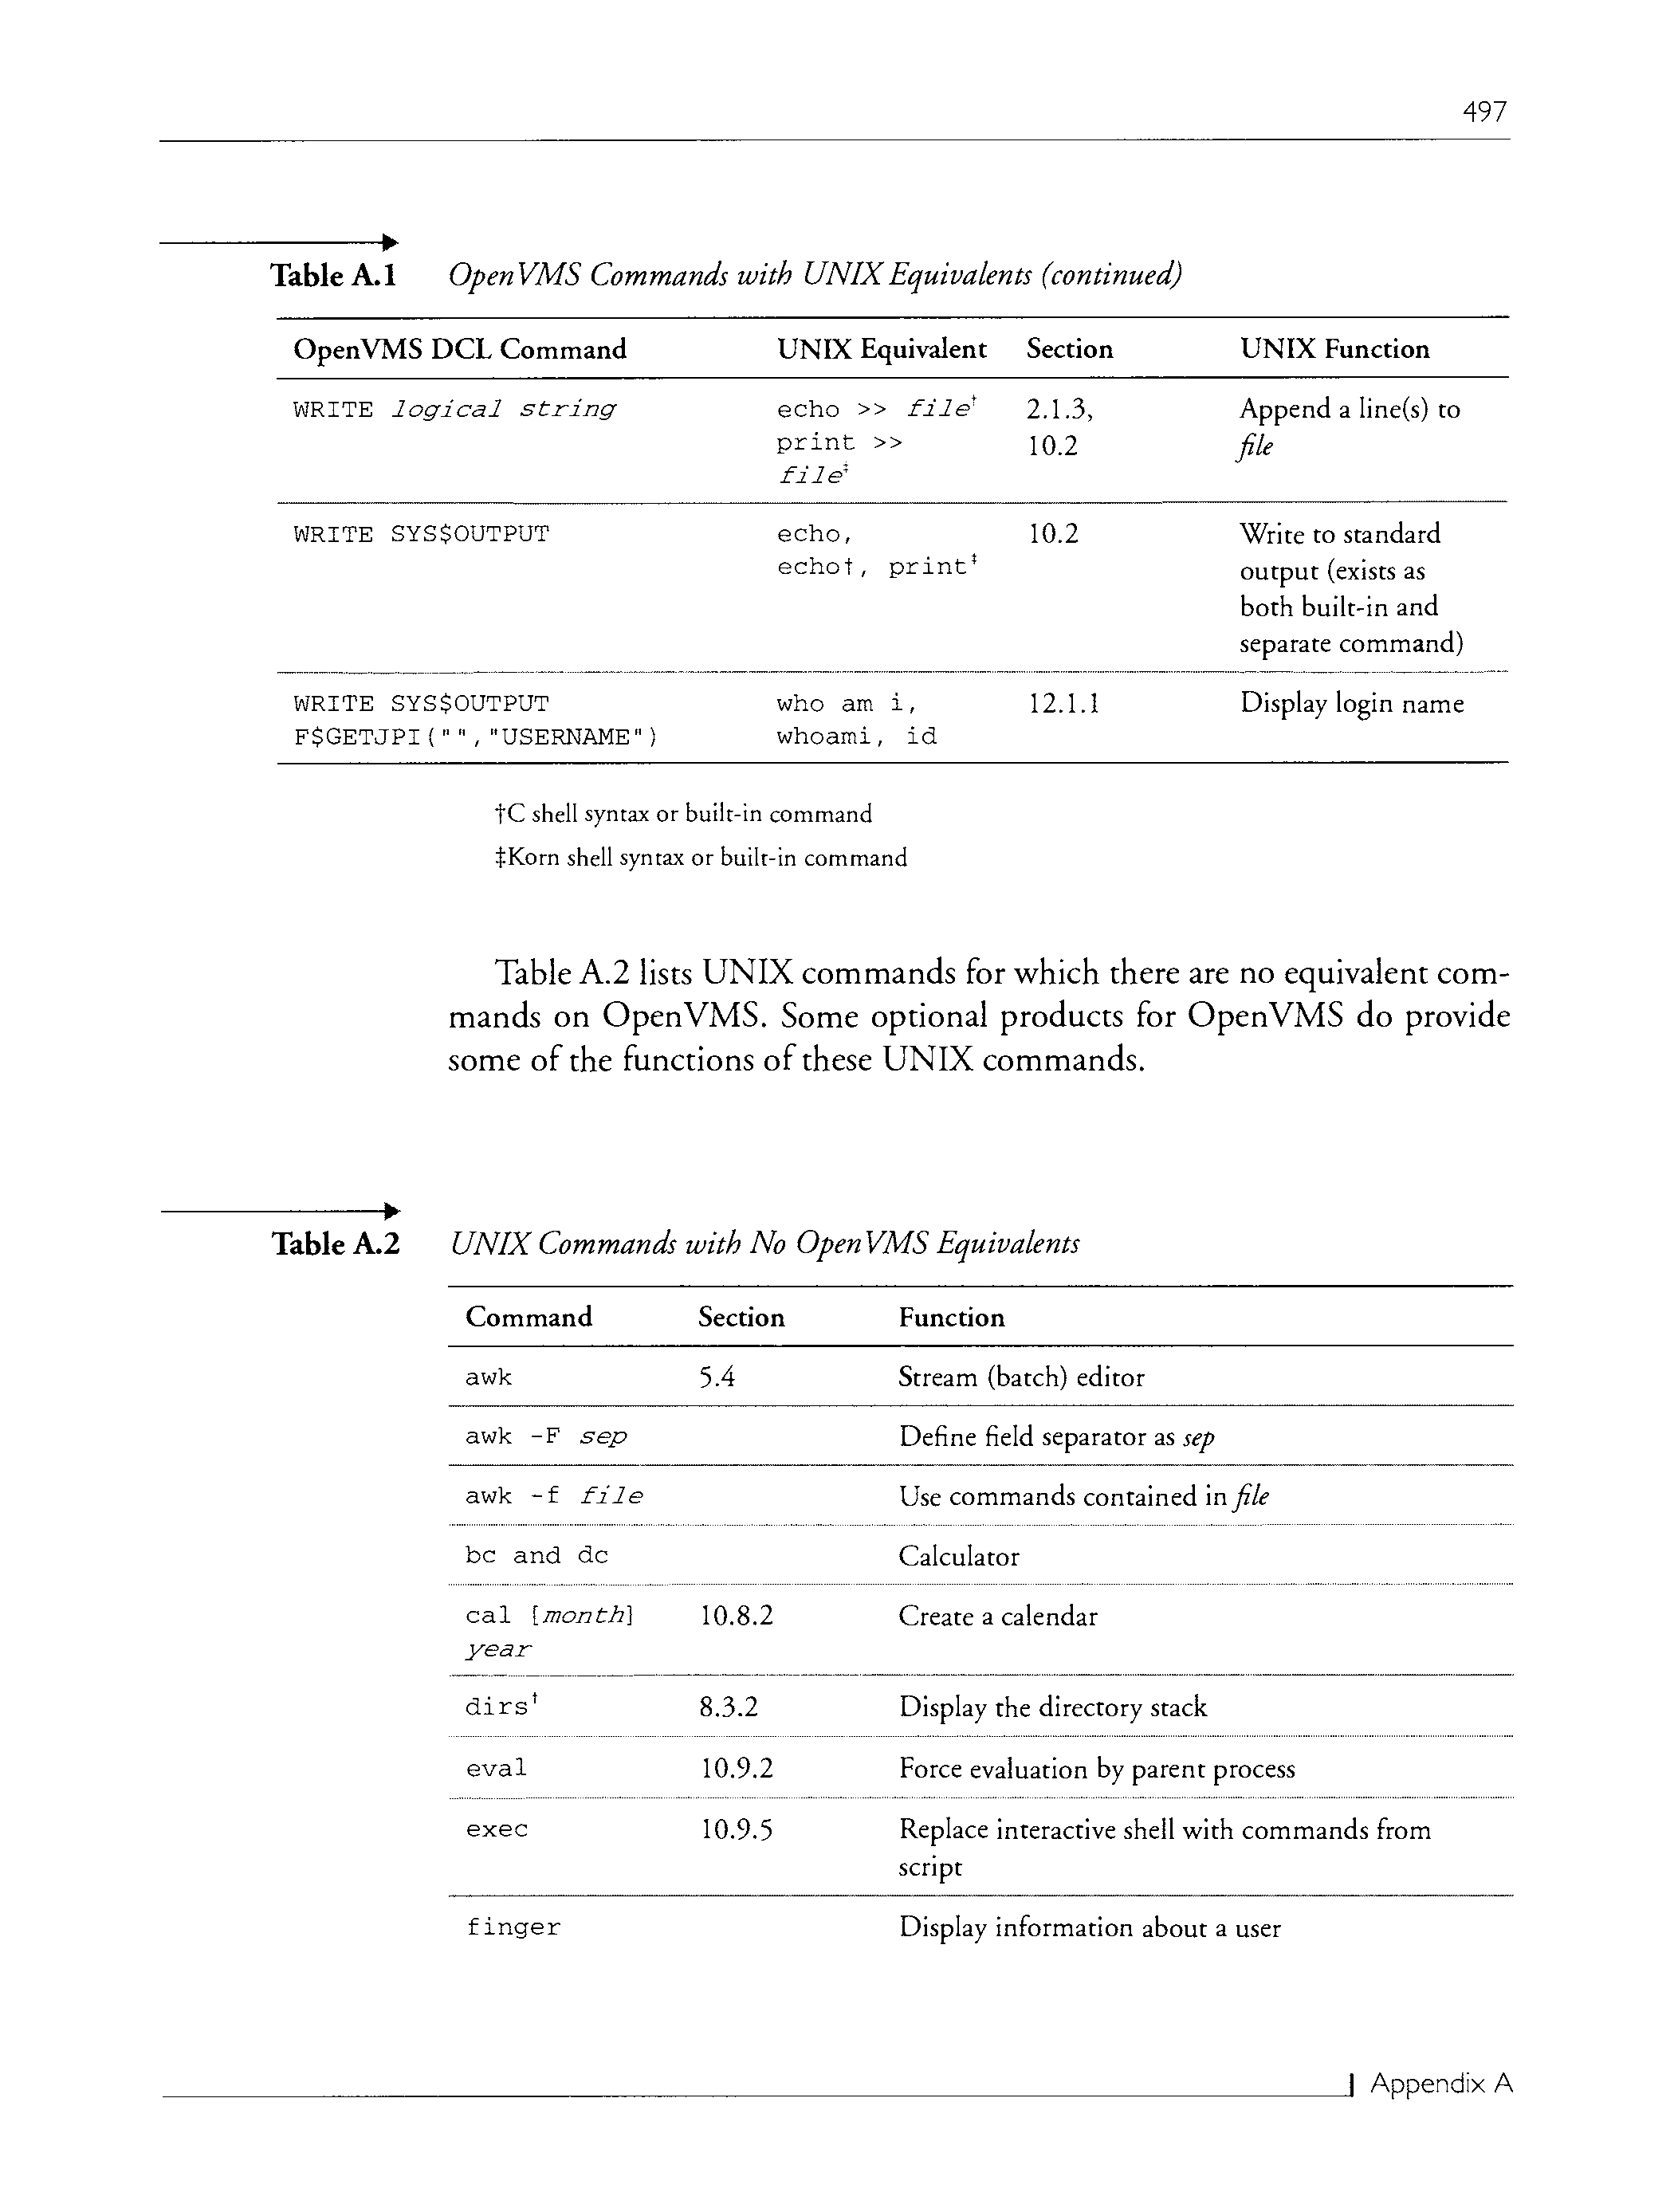 497
Table A.1 OpenVMS Commands with UNIX Equivalents (continued)
OpenVMS DCL Command UNIX Equivalent Section UNIX Function
WRITE logical string echo >> file† 2.1.3, Append a line(s) to
print >> 10.2 file
file‡
WRITE SYS$OUTPUT echo, 10.2 Write to standard
echo†, print‡ output (exists as
both built-in and
separate command)
WRITE SYS$OUTPUT who am i, 12.1.1 Display login name
F$GETJPI("","USERNAME") whoami, id
†C shell syntax or built-in command
‡Korn shell syntax or built-in command
Table A.2 lists UNIX commands for which there are no equivalent com-
mands on OpenVMS. Some optional products for OpenVMS do provide
some of the functions of these UNIX commands.
Table A.2 UNIX Commands with No OpenVMS Equivalents
Command Section Function
awk 5.4 Stream (batch) editor
awk -F sep Define field separator as sep
awk -f file Use commands contained in file
bc and dc Calculator
cal [month] 10.8.2 Create a calendar
year
dirs† 8.3.2 Display the directory stack
eval 10.9.2 Force evaluation by parent process
exec 10.9.5 Replace interactive shell with commands from
script
finger Display information about a user
Appendix A